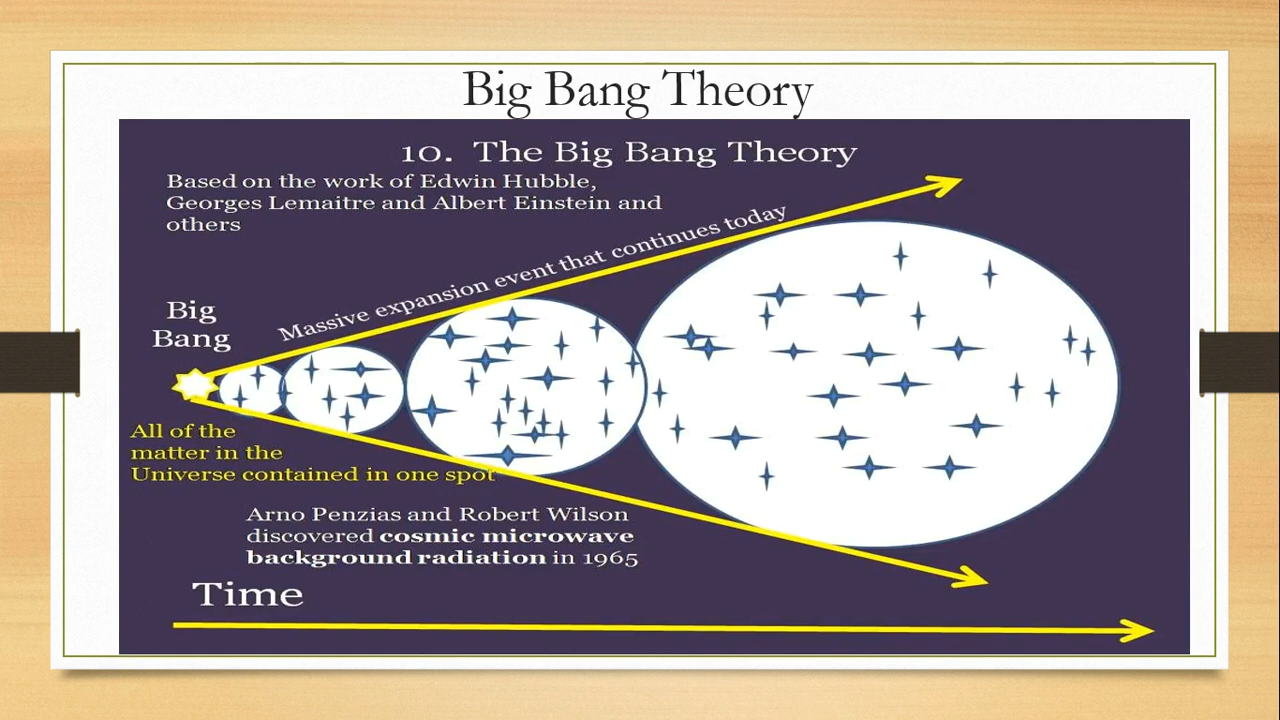 Big Bang Theory
10. The Big Bang Theory
Based on the work of Edwin Hubble,
Georges Lemaitre and Albert Einstein and
others
Massive expansion event that continues today
Big
Bang
All of the
matter in the
Universe contained in one spot
Arno Penzias and Robert Wilson
discovered cosmic microwave
background radiation in 1965
Time